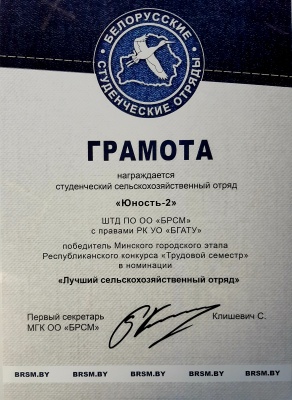 БЕЛОРУССКИЕ
СТУДЕНЧЕСКИЕ ОТРЯДЫ
ГРАМОТА
награждается
студенческий сельскохозяйственный отряд
«Юность-2»
ШТД ПО ОО «БРСМ»
с правами РК УО «БГАТУ»
победитель Минского городского этапа
Республиканского конкурса «Трудовой семестр»
в номинации
«Лучший сельскохозяйственный отряд»
Первый секретарь
МГК ОО «БРСМ»
Клишевич С.
BRSM.BY BRSM.BY BRSM.BY BRSM.BY BRSM.BY